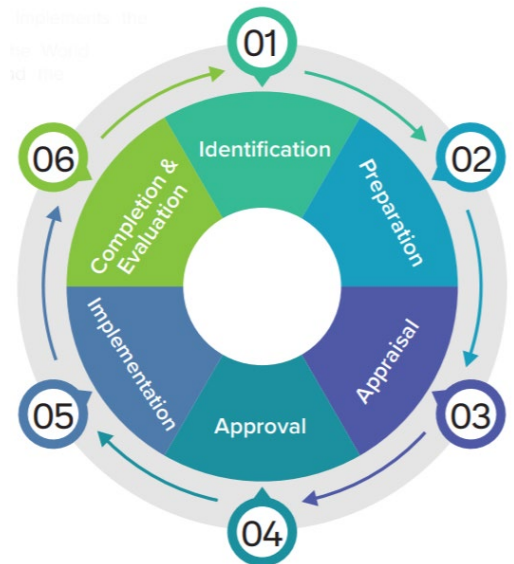 01
Identification
02
Preparation
03
Appraisal
04
Approval
05
Implementation
06
Completion &
Evaluation